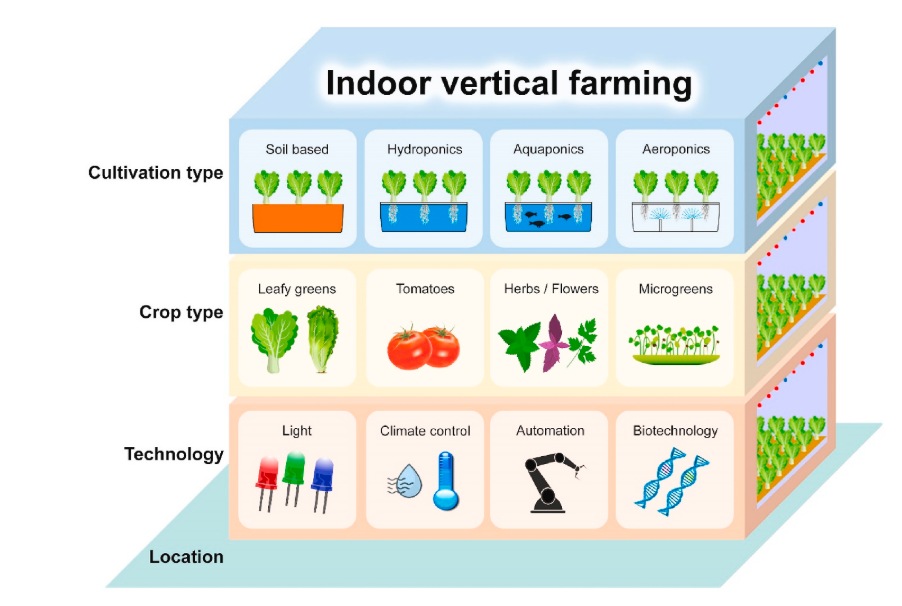 Indoor vertical farming
Cultivation type
Soil based
Hydroponics
Aquaponics
Aeroponics
Crop type
Leafy greens
Tomatoes
Herbs / Flowers
Microgreens
Technology
Light
Climate control
Automation
Biotechnology
Location